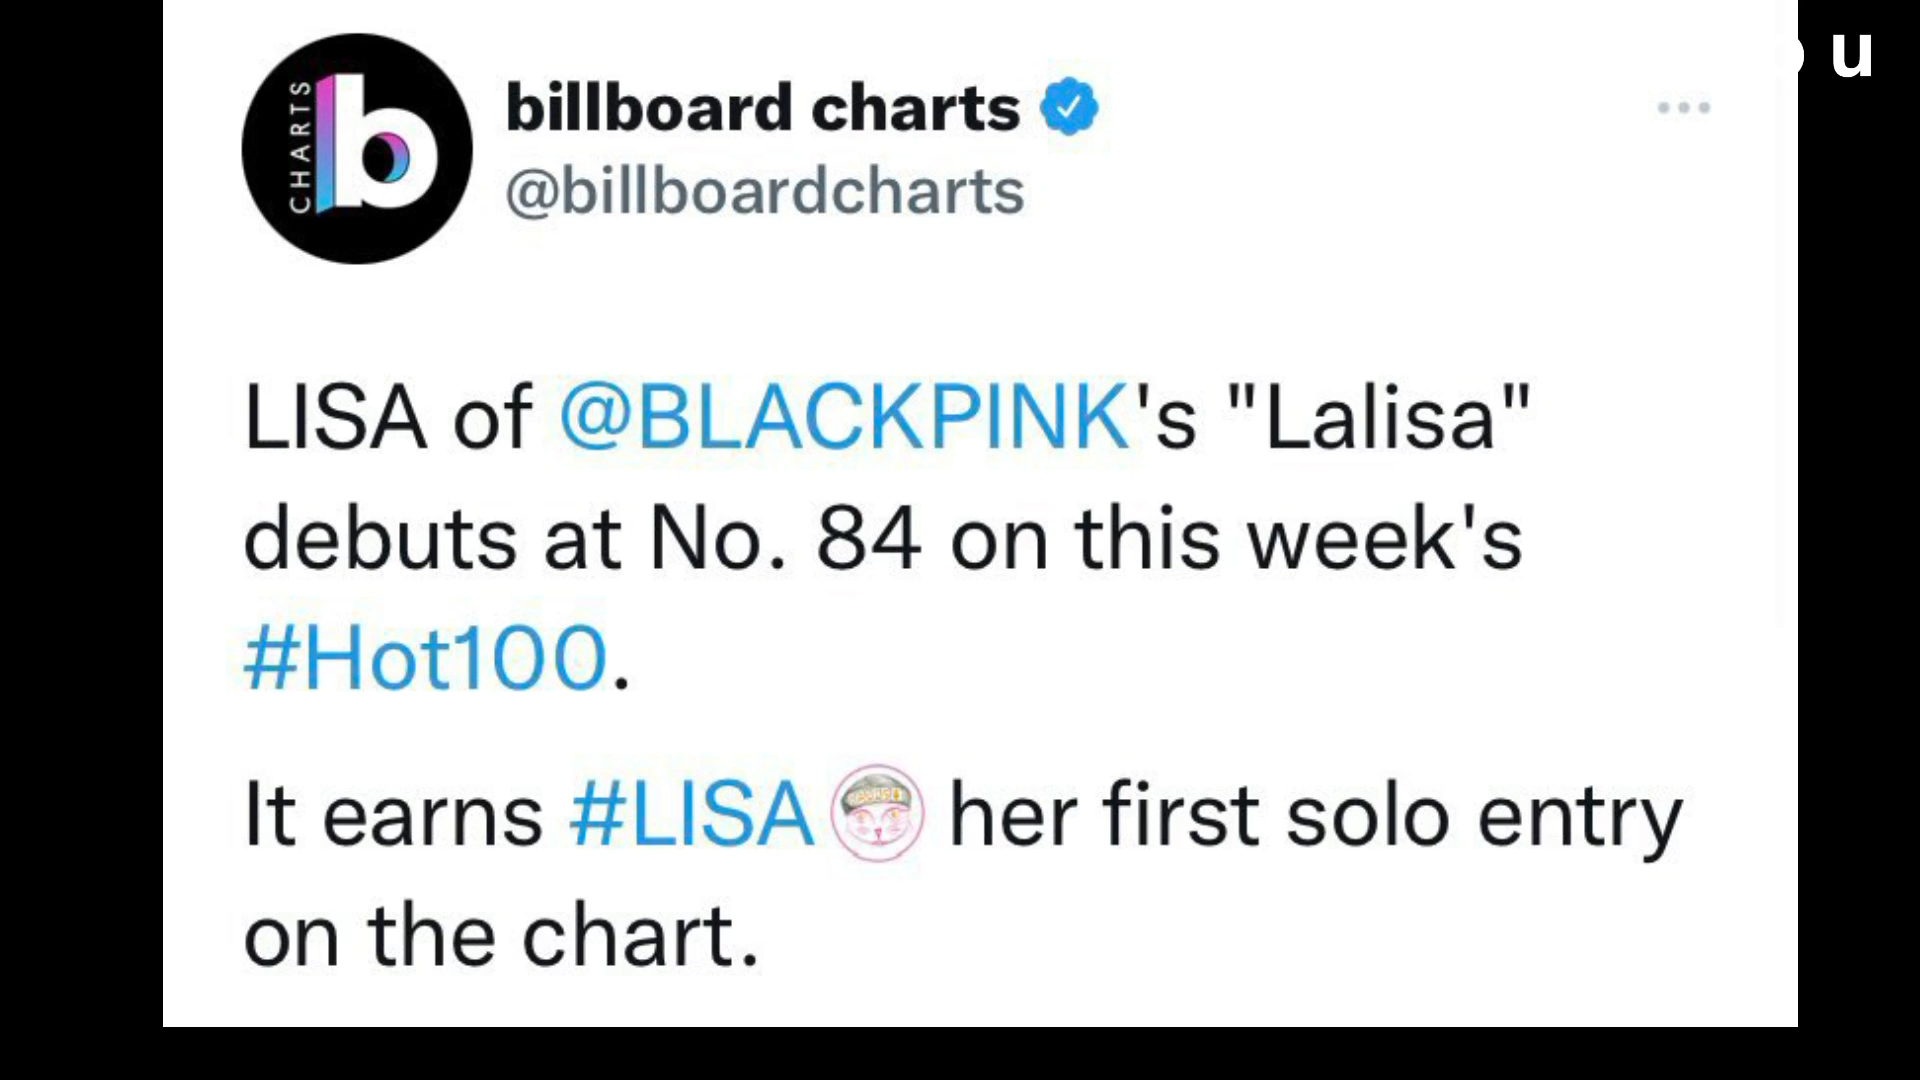 u
CHARTS
b
billboard charts
@billboardcharts
LISA of @BLACKPINK's "Lalisa"
debuts at No. 84 on this week's
#Hot100.
It earns #LISA her first solo entry
on the chart.